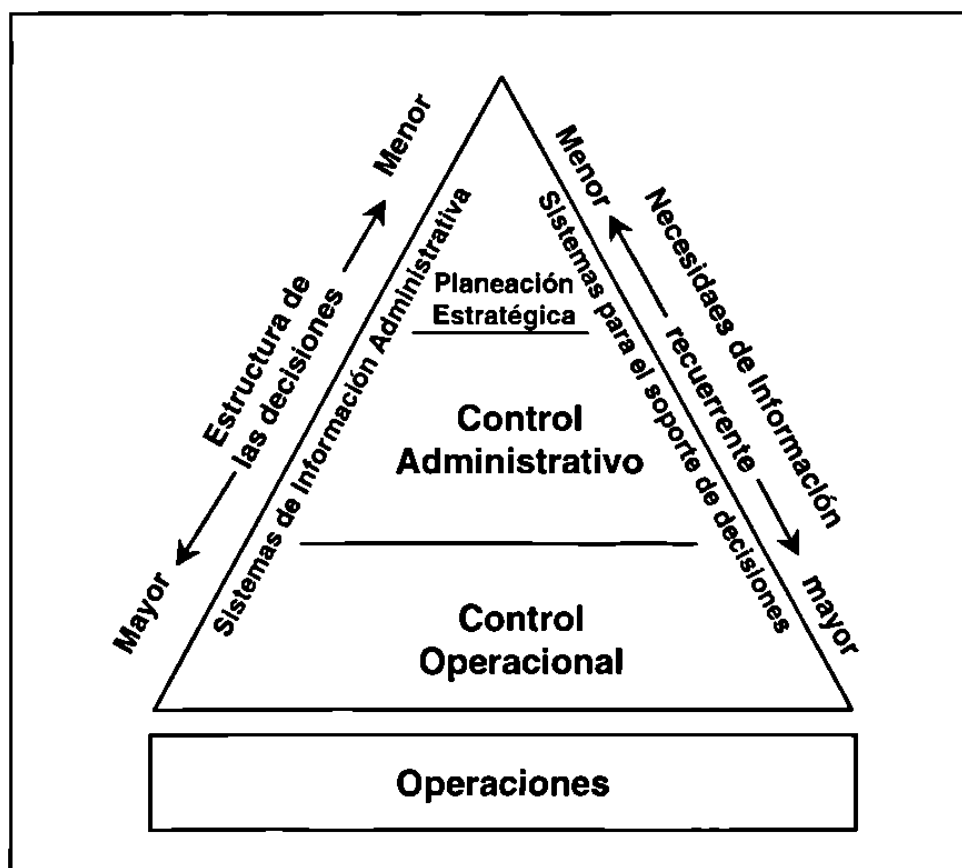 Menor
Estructura de
las decisiones
Mayor
Sistemas de Información Administrativa
Planeación
Estratégica
Control
Administrativo
Control
Operacional
Sistemas para el soporte de decisiones
Menor
recuerrente
mayor
Necesidaes de Información
Operaciones